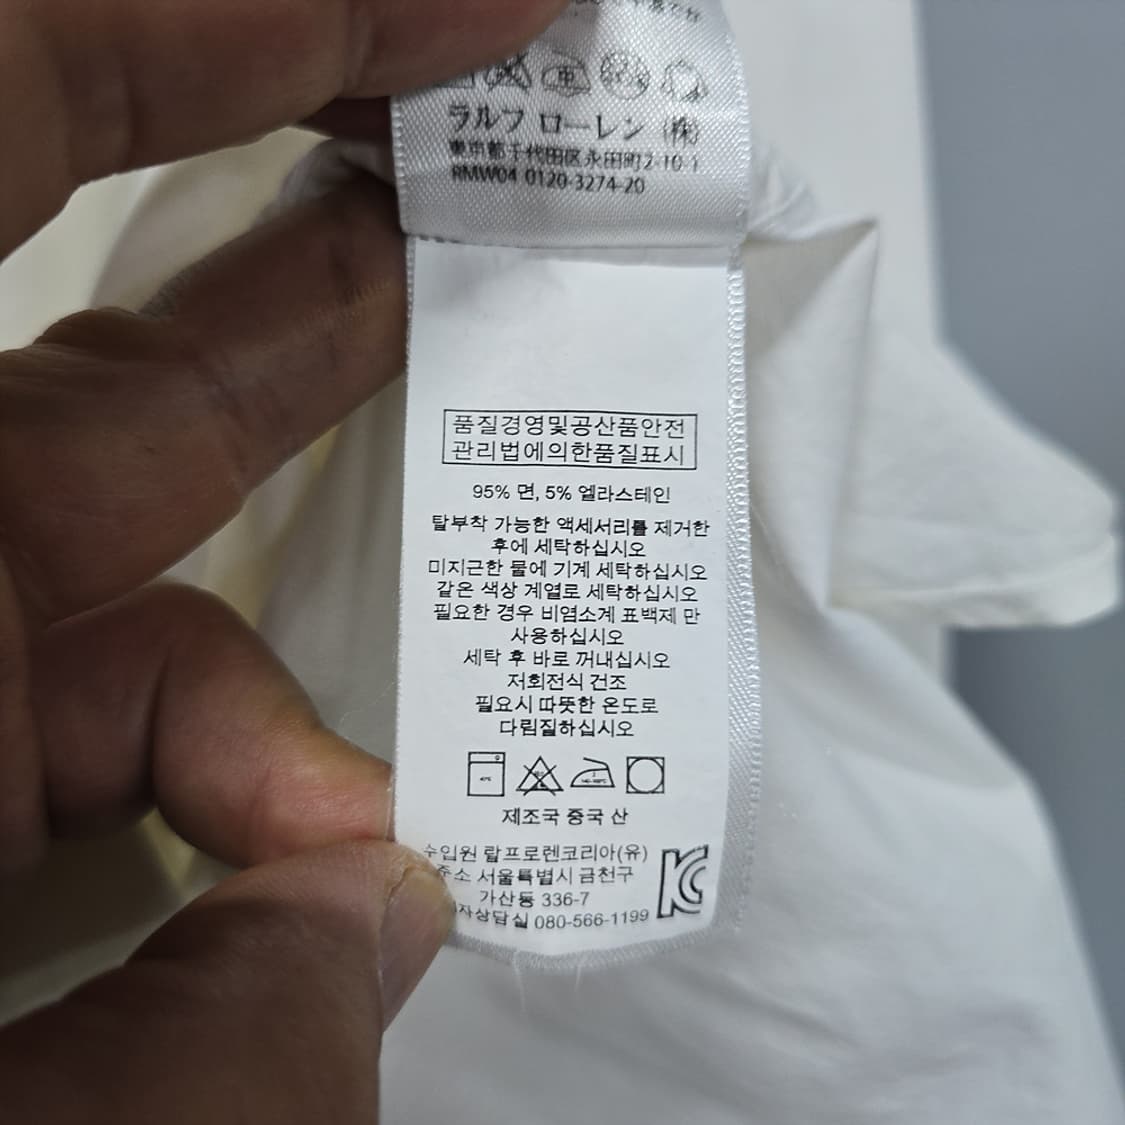 ラルフ ローレン (株)
東京都千代田区永田町2-10-1
RMW04 0120-3274-20
품질경영및공산품안전
관리법에의한품질표시
95% 면, 5% 엘라스테인
탈부착 가능한 액세서리를 제거한
후에 세탁하십시오
미지근한 물에 기계 세탁하십시오
같은 색상 계열로 세탁하십시오
필요한 경우 비염소계 표백제 만
사용하십시오
세탁 후 바로 꺼내십시오
저회전식 건조
필요시 따뜻한 온도로
다림질하십시오
제조국 중국 산
수입원 랄프로렌코리아(유)
주소 서울특별시 금천구
가산동 336-7
자상담실 080-566-1199
KC